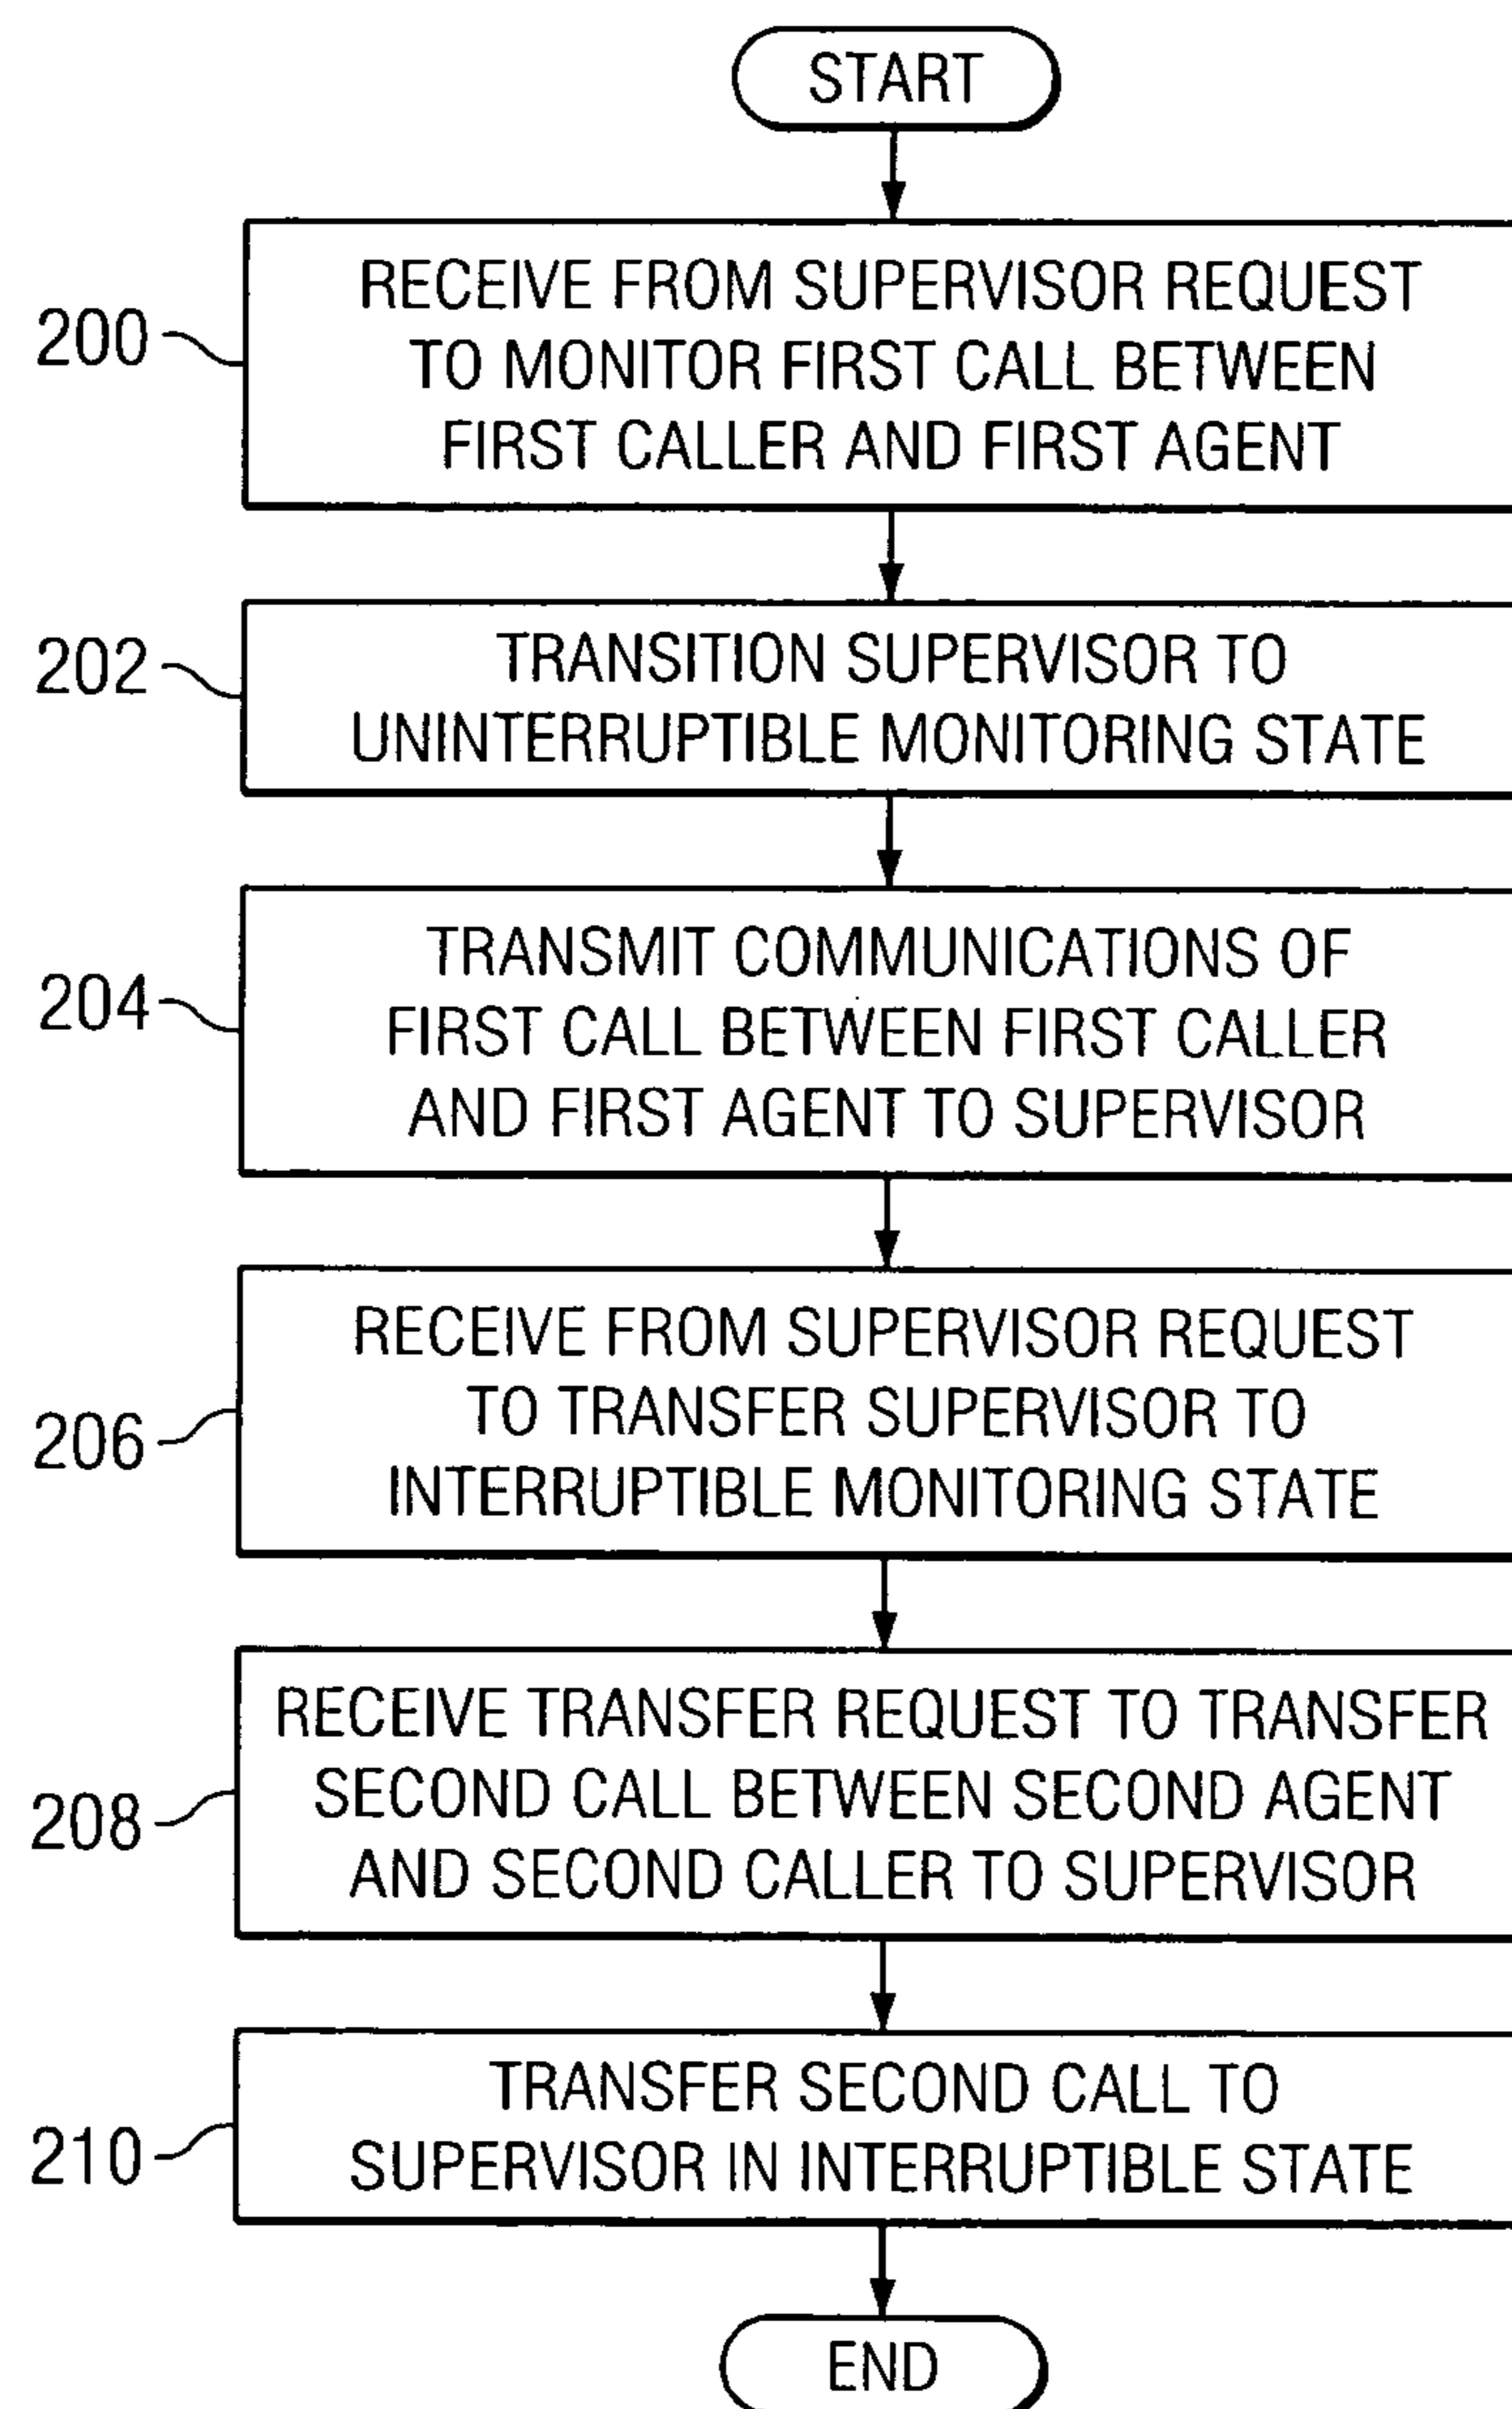 START
200
RECEIVE FROM SUPERVISOR REQUEST
TO MONITOR FIRST CALL BETWEEN
FIRST CALLER AND FIRST AGENT
202
TRANSITION SUPERVISOR TO
UNINTERRUPTIBLE MONITORING STATE
204
TRANSMIT COMMUNICATIONS OF
FIRST CALL BETWEEN FIRST CALLER
AND FIRST AGENT TO SUPERVISOR
206
RECEIVE FROM SUPERVISOR REQUEST
TO TRANSFER SUPERVISOR TO
INTERRUPTIBLE MONITORING STATE
208
RECEIVE TRANSFER REQUEST TO TRANSFER
SECOND CALL BETWEEN SECOND AGENT
AND SECOND CALLER TO SUPERVISOR
210
TRANSFER SECOND CALL TO
SUPERVISOR IN INTERRUPTIBLE STATE
END